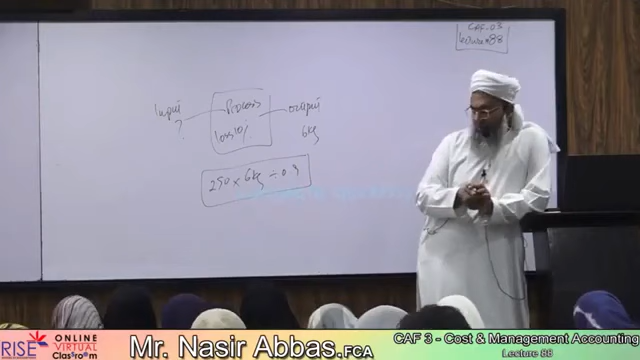 CAF-03
Lecture#88
Input
Process
output
?
loss 10%
6kg
250 × 6kg ÷ 0.9
RISE
ONLINE
VIRTUAL
Classroom
Mr. Nasir Abbas.FCA
CAF 3 - Cost & Management Accounting
Lecture 88